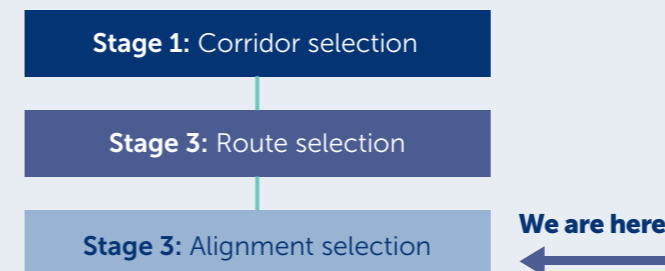 Stage 1: Corridor selection
Stage 3: Route selection
Stage 3: Alignment selection
We are here